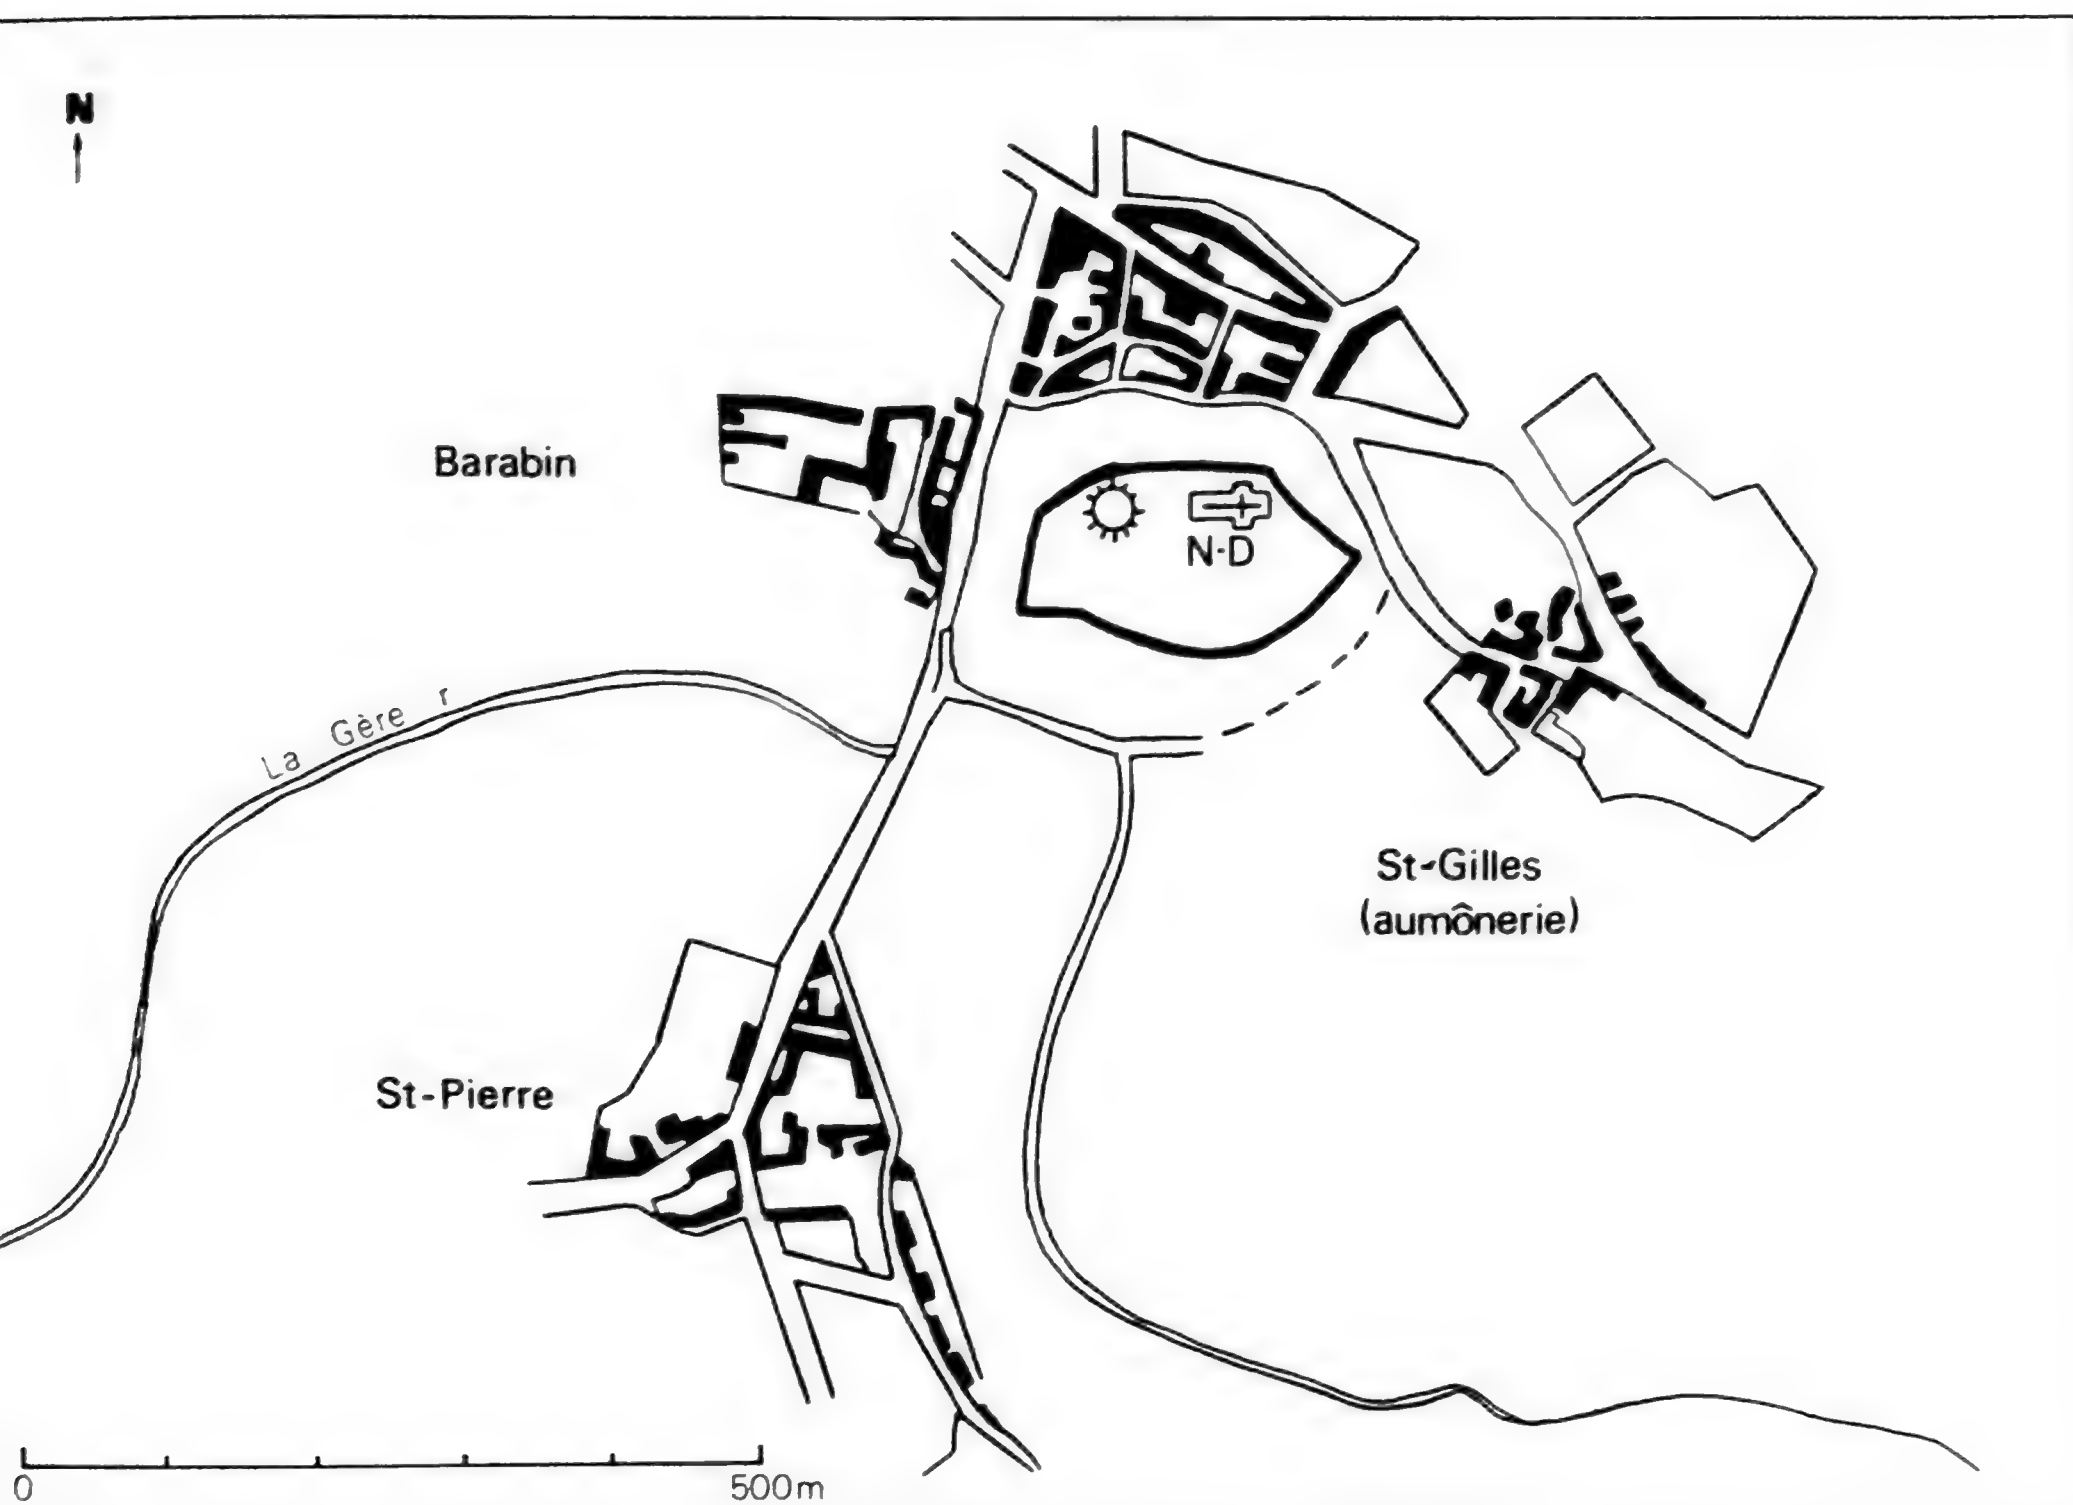 N
Barabin
N-D
La Gère r
St-Gilles
(aumônerie)
St-Pierre
0 500m